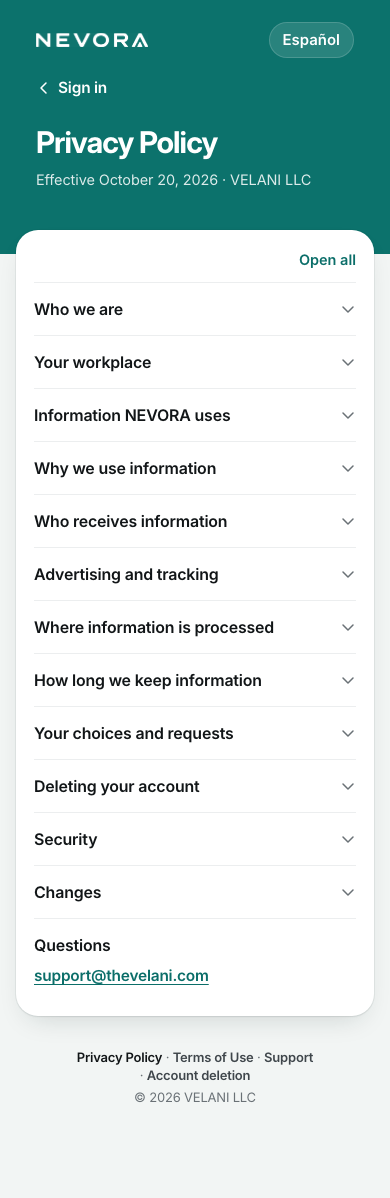 NEVORA
Español
Sign in
Privacy Policy
Effective October 20, 2026 · VELANI LLC
Open all
Who we are
Your workplace
Information NEVORA uses
Why we use information
Who receives information
Advertising and tracking
Where information is processed
How long we keep information
Your choices and requests
Deleting your account
Security
Changes
Questions
support@thevelani.com
Privacy Policy · Terms of Use · Support
· Account deletion
© 2026 VELANI LLC